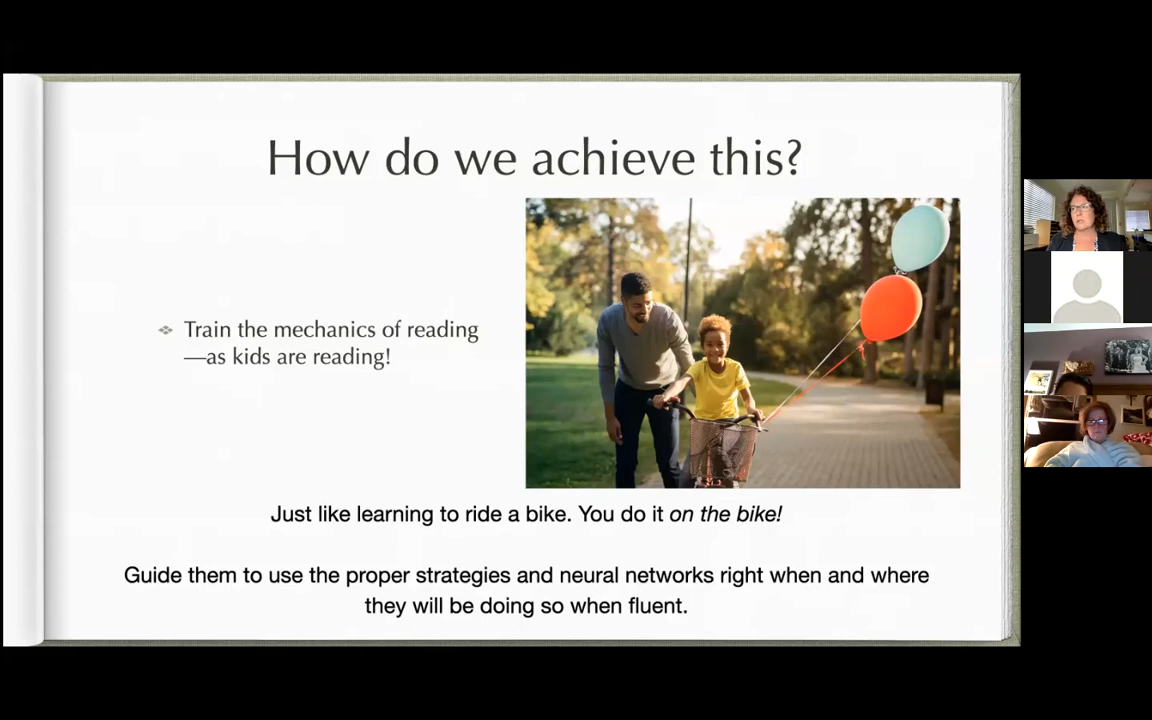 How do we achieve this?
❖ Train the mechanics of reading
—as kids are reading!
Just like learning to ride a bike. You do it on the bike!
Guide them to use the proper strategies and neural networks right when and where
they will be doing so when fluent.